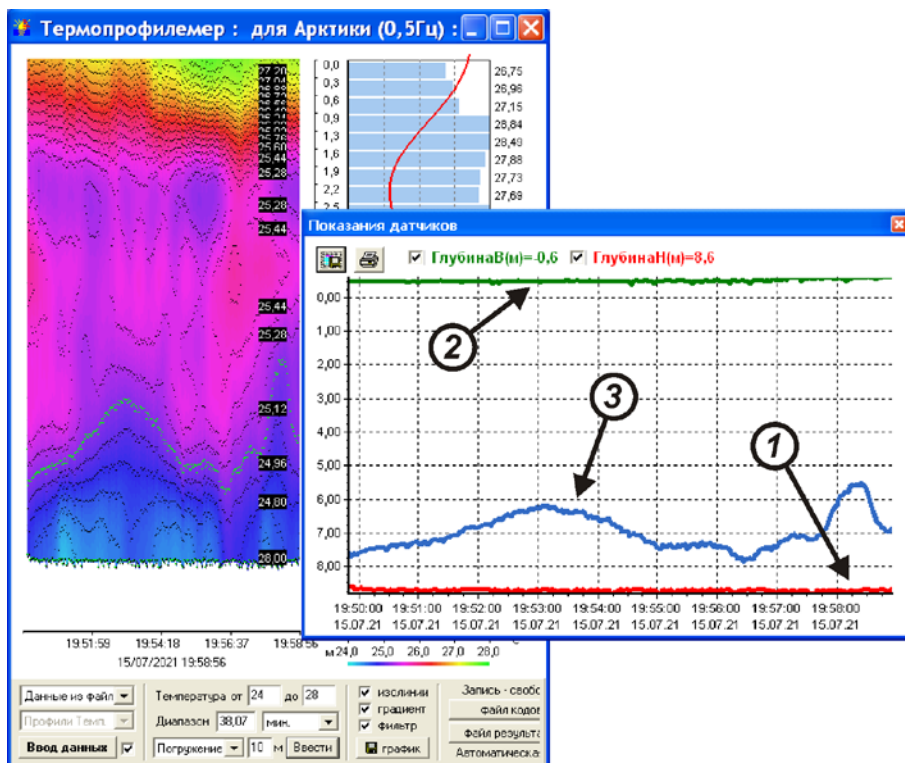 Термопрофилемер : для Арктики (0,5Гц) :
27,20
25,60
25,44
25,28
25,28
25,44
25,44
25,28
25,12
24,96
24,80
28,00
0,0
0,3
0,6
0,9
1,3
1,6
1,9
2,2
2,5
26,75
26,96
27,15
28,84
28,49
27,88
27,73
27,69
Показания датчиков
ГлубинаВ(м)=-0,6 ГлубинаН(м)=8,6
0,00
1,00
2,00
3,00
4,00
5,00
6,00
7,00
8,00
2
3
1
19:50:00 19:51:00 19:52:00 19:53:00 19:54:00 19:55:00 19:56:00 19:57:00 19:58:00
15.07.21 15.07.21 15.07.21 15.07.21 15.07.21 15.07.21 15.07.21 15.07.21 15.07.21
19:51:59 19:54:18 19:56:37 19:58:56
15/07/2021 19:58:56
м 24,0 25,0 26,0 27,0 28,0
Данные из файл
Температура от 24 до 28
изолинии
Запись - свобо
Профили Темп.
Диапазон 38,07 мин.
градиент
файл кодов
фильтр
файл результа
Ввод данных
Погружение 10 м Ввести
график
Автоматическа